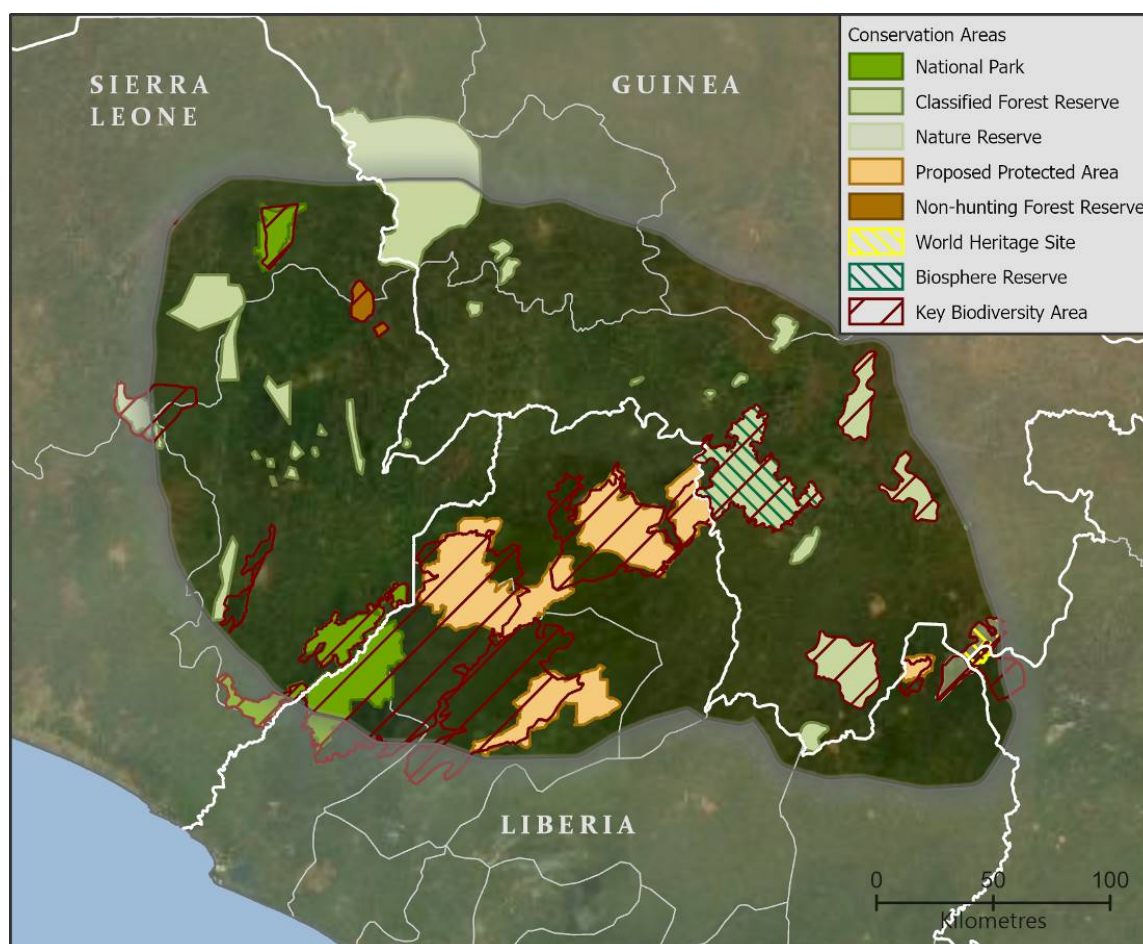 SIERRA
LEONE
GUINEA
LIBERIA
Conservation Areas
National Park
Classified Forest Reserve
Nature Reserve
Proposed Protected Area
Non-hunting Forest Reserve
World Heritage Site
Biosphere Reserve
Key Biodiversity Area
0 50 100
Kilometres